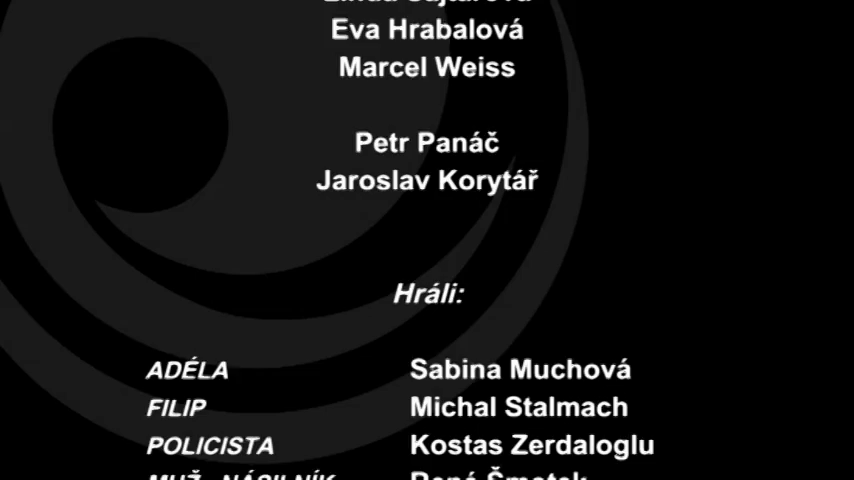 Eva Hrabalová
Marcel Weiss
Petr Panáč
Jaroslav Korytář
Hráli:
ADÉLA Sabina Muchová
FILIP Michal Stalmach
POLICISTA Kostas Zerdaloglu